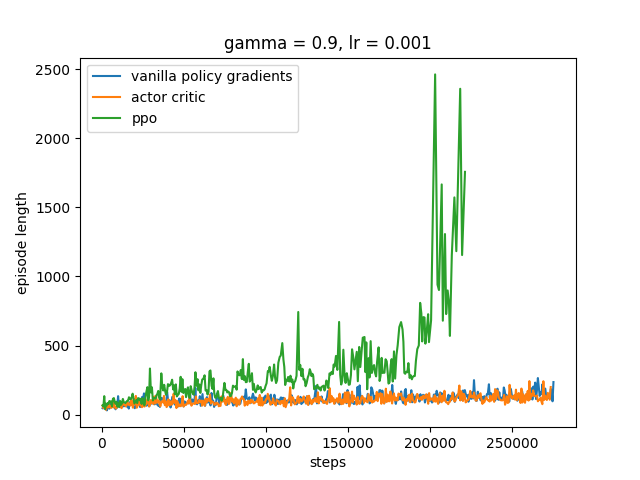 gamma = 0.9, lr = 0.001
vanilla policy gradients
actor critic
ppo
episode length
2500
2000
1500
1000
500
0
0 50000 100000 150000 200000 250000
steps